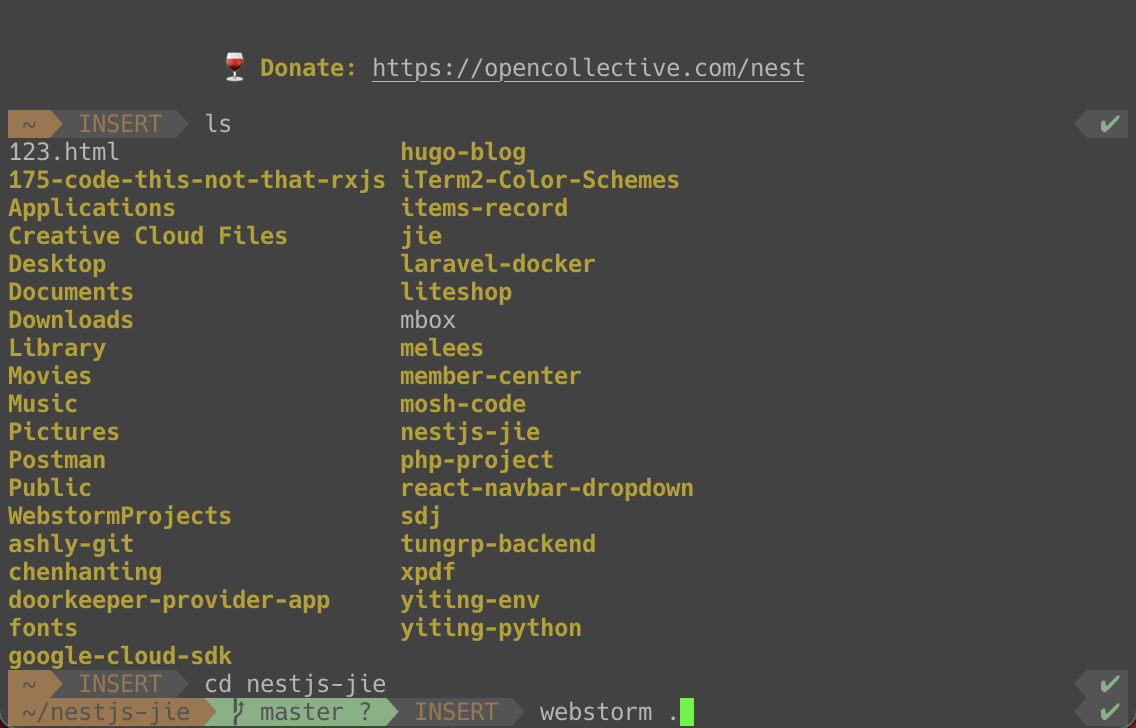 🍷 Donate: https://opencollective.com/nest
~ INSERT ls ✔
123.html hugo-blog
175-code-this-not-that-rxjs iTerm2-Color-Schemes
Applications items-record
Creative Cloud Files jie
Desktop laravel-docker
Documents liteshop
Downloads mbox
Library melees
Movies member-center
Music mosh-code
Pictures nestjs-jie
Postman php-project
Public react-navbar-dropdown
WebstormProjects sdj
ashly-git tungrp-backend
chenhanting xpdf
doorkeeper-provider-app yiting-env
fonts yiting-python
google-cloud-sdk
~ INSERT cd nestjs-jie ✔
~/nestjs-jie master ? INSERT webstorm . ✔